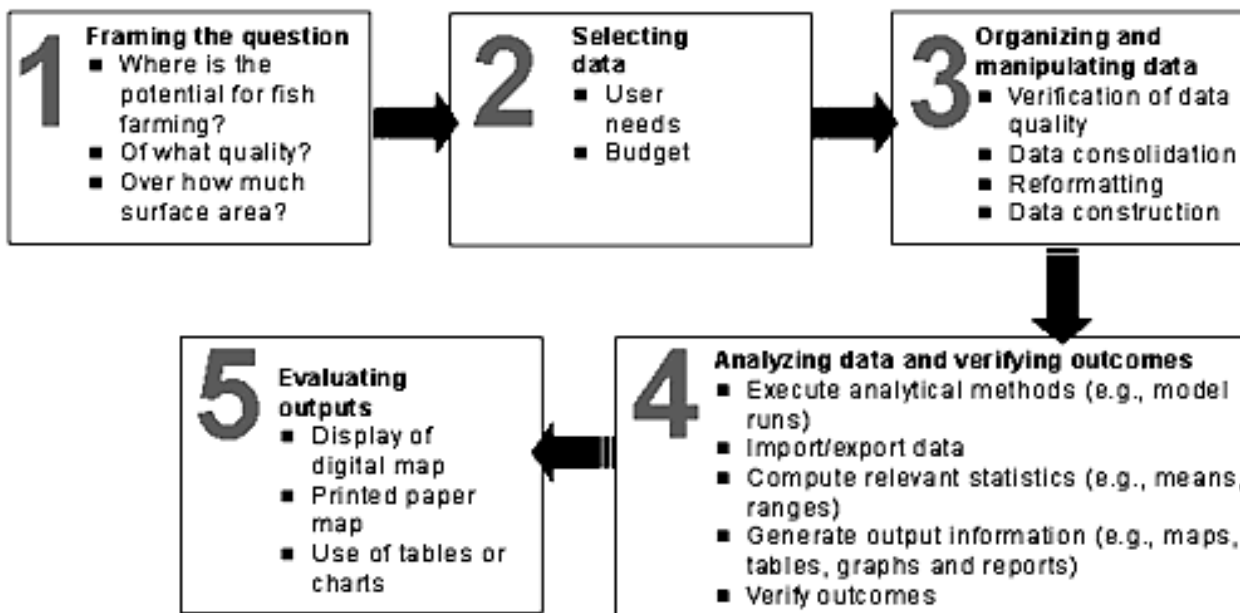 1
Framing the question
■ Where is the
potential for fish
farming?
■ Of what quality?
■ Over how much
surface area?
2
Selecting
data
■ User
needs
■ Budget
3
Organizing and
manipulating data
■ Verification of data
quality
■ Data consolidation
■ Reformatting
■ Data construction
4
Analyzing data and verifying outcomes
■ Execute analytical methods (e.g., model
runs)
■ Import/export data
■ Compute relevant statistics (e.g., means,
ranges)
■ Generate output information (e.g., maps,
tables, graphs and reports)
■ Verify outcomes
5
Evaluating
outputs
■ Display of
digital map
■ Printed paper
map
■ Use of tables or
charts